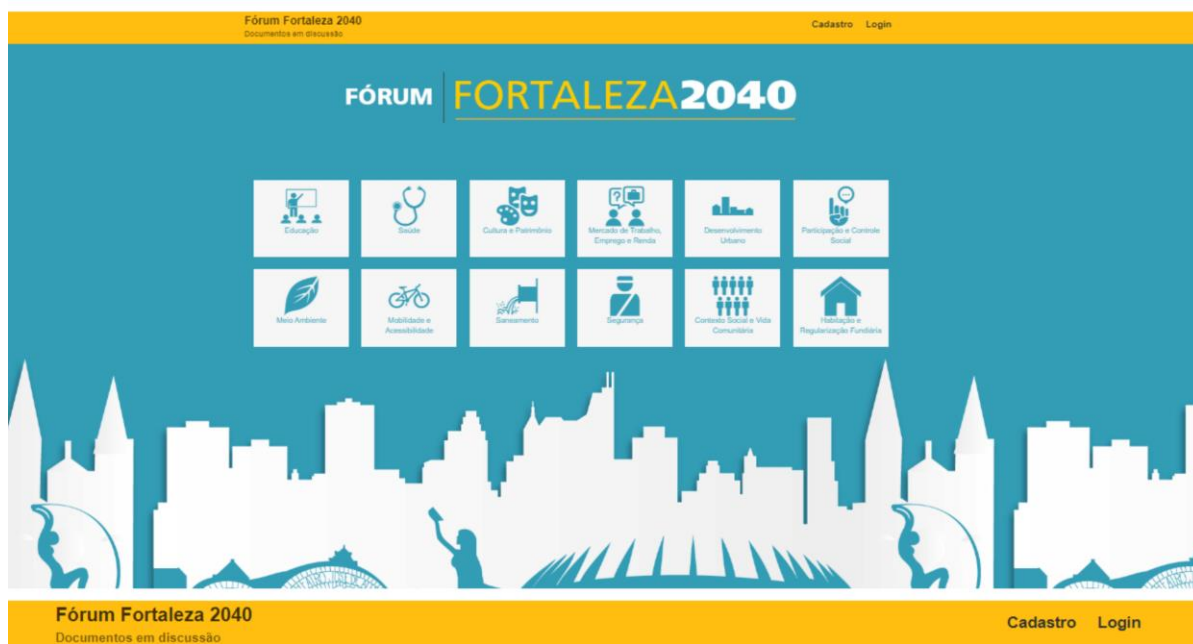 Fórum Fortaleza 2040
Documentos em discussão
Cadastro Login
FÓRUM FORTALEZA2040
Educação
Saúde
Cultura e Patrimônio
Mercado de Trabalho,
Emprego e Renda
Desenvolvimento
Urbano
Participação e Controle
Social
Meio Ambiente
Mobilidade e
Acessibilidade
Saneamento
Segurança
Contexto Social e Vida
Comunitária
Habitação e
Regularização Fundiária
Fórum Fortaleza 2040
Documentos em discussão
Cadastro Login